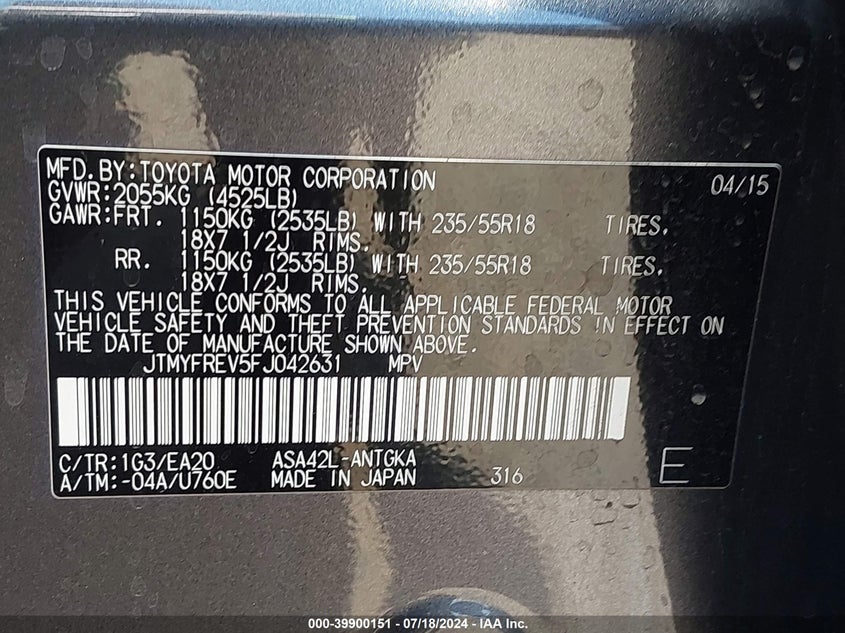 MFD.BY:TOYOTA MOTOR CORPORATION 04/15
GVWR:2055KG (4525LB)
GAWR:FRT. 1150KG (2535LB) WITH 235/55R18 TIRES.
18X7 1/2J RIMS.
RR. 1150KG (2535LB) WITH 235/55R18 TIRES.
18X7 1/2J RIMS.
THIS VEHICLE CONFORMS TO ALL APPLICABLE FEDERAL MOTOR
VEHICLE SAFETY AND THEFT PREVENTION STANDARDS IN EFFECT ON
THE DATE OF MANUFACTURE SHOWN ABOVE.
JTMYFREV5FJ042631 MPV
C/TR:1G3/EA20 ASA42L-ANTGKA
A/TM:-04A/U760E MADE IN JAPAN 316 E
000-39900151 - 07/18/2024 - IAA Inc.